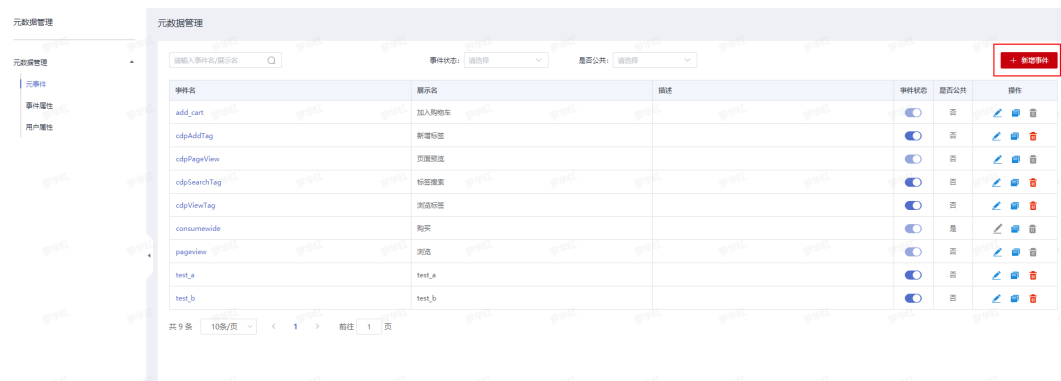 元数据管理
元数据管理
元数据管理
元事件
事件属性
用户属性
请输入事件名/展示名 事件状态: 请选择 是否公共: 请选择 + 新增事件
事件名 展示名 描述 事件状态 是否公共 操作
add_cart 加入购物车 否
cdpAddTag 新增标签 否
cdpPageView 页面预览 否
cdpSearchTag 标签搜索 否
cdpViewTag 浏览标签 否
consumewide 购买 是
pageview 浏览 否
test_a test_a 否
test_b test_b 否
共 9 条 10条/页 < 1 > 前往 1 页